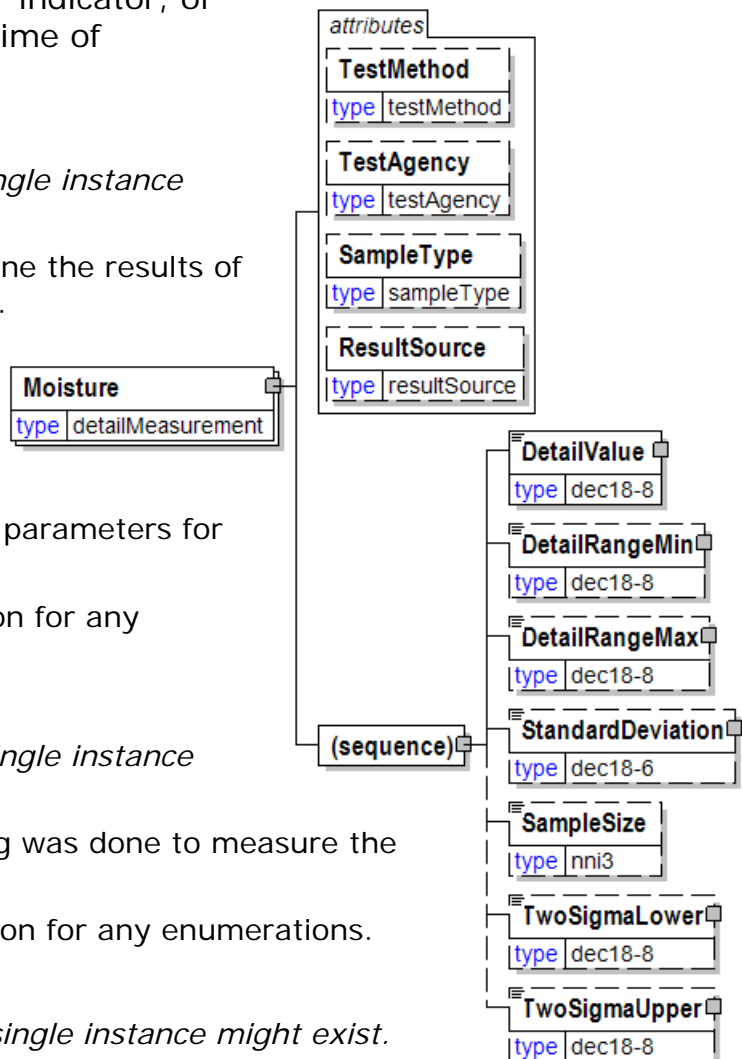 indicator, or
ime of
ngle instance
ne the results of
.
parameters for
on for any
ingle instance
g was done to measure the
on for any enumerations.
single instance might exist.
Moisture
type detailMeasurement
attributes
TestMethod
type testMethod
TestAgency
type testAgency
SampleType
type sampleType
ResultSource
type resultSource
(sequence)
DetailValue
type dec18-8
DetailRangeMin
type dec18-8
DetailRangeMax
type dec18-8
StandardDeviation
type dec18-6
SampleSize
type nni3
TwoSigmaLower
type dec18-8
TwoSigmaUpper
type dec18-8